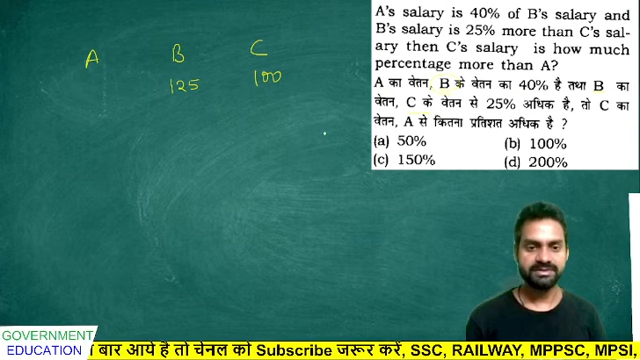 A B C
125 100
A's salary is 40% of B's salary and
B's salary is 25% more than C's sal-
ary then C's salary is how much
percentage more than A?
A का वेतन, B के वेतन का 40% है तथा B का
वेतन, C के वेतन से 25% अधिक है, तो C का
वेतन, A से कितना प्रतिशत अधिक है ?
(a) 50% (b) 100%
(c) 150% (d) 200%
GOVERNMENT
EDUCATION
बार आये है तो चेनल को Subscribe जरूर करें, SSC, RAILWAY, MPPSC, MPSI,